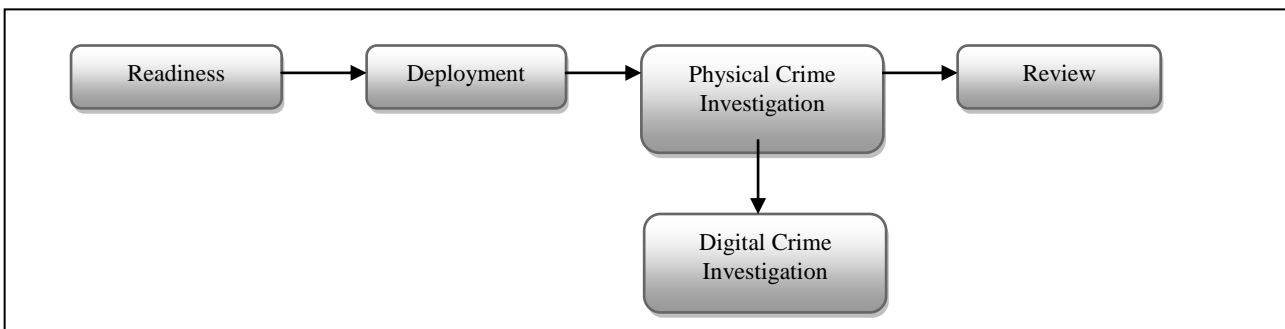 Readiness
Deployment
Physical Crime
Investigation
Review
Digital Crime
Investigation